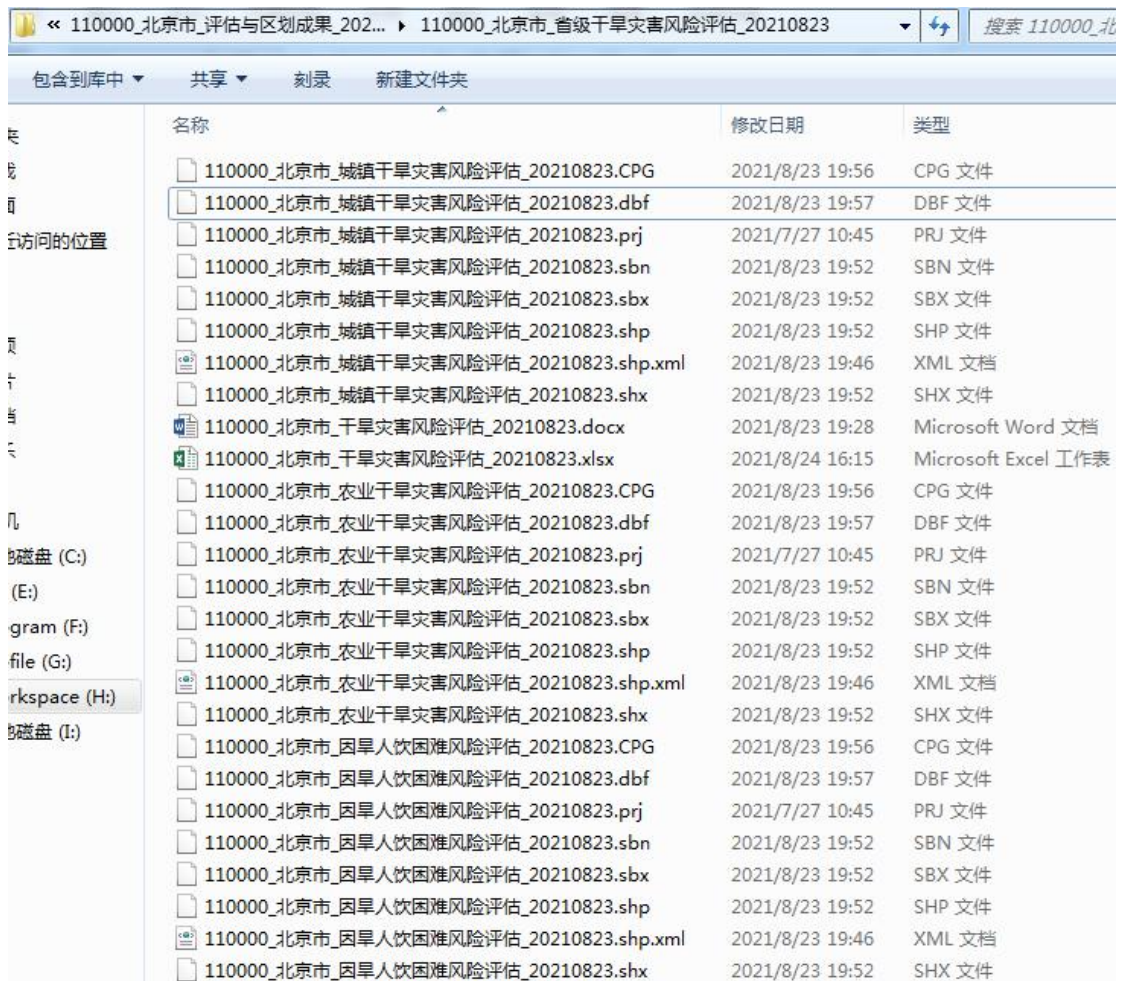 « 110000_北京市_评估与区划成果_202... ▸ 110000_北京市_省级干旱灾害风险评估_20210823 搜索 110000_北
包含到库中 共享 刻录 新建文件夹
名称 修改日期 类型
110000_北京市_城镇干旱灾害风险评估_20210823.CPG 2021/8/23 19:56 CPG 文件
110000_北京市_城镇干旱灾害风险评估_20210823.dbf 2021/8/23 19:57 DBF 文件
110000_北京市_城镇干旱灾害风险评估_20210823.prj 2021/7/27 10:45 PRJ 文件
近访问的位置
110000_北京市_城镇干旱灾害风险评估_20210823.sbn 2021/8/23 19:52 SBN 文件
110000_北京市_城镇干旱灾害风险评估_20210823.sbx 2021/8/23 19:52 SBX 文件
110000_北京市_城镇干旱灾害风险评估_20210823.shp 2021/8/23 19:52 SHP 文件
110000_北京市_城镇干旱灾害风险评估_20210823.shp.xml 2021/8/23 19:46 XML 文档
110000_北京市_城镇干旱灾害风险评估_20210823.shx 2021/8/23 19:52 SHX 文件
110000_北京市_干旱灾害风险评估_20210823.docx 2021/8/23 19:28 Microsoft Word 文档
110000_北京市_干旱灾害风险评估_20210823.xlsx 2021/8/24 16:15 Microsoft Excel 工作表
110000_北京市_农业干旱灾害风险评估_20210823.CPG 2021/8/23 19:56 CPG 文件
110000_北京市_农业干旱灾害风险评估_20210823.dbf 2021/8/23 19:57 DBF 文件
机
110000_北京市_农业干旱灾害风险评估_20210823.prj 2021/7/27 10:45 PRJ 文件
磁盘 (C:)
110000_北京市_农业干旱灾害风险评估_20210823.sbn 2021/8/23 19:52 SBN 文件
(E:)
110000_北京市_农业干旱灾害风险评估_20210823.sbx 2021/8/23 19:52 SBX 文件
gram (F:)
110000_北京市_农业干旱灾害风险评估_20210823.shp 2021/8/23 19:52 SHP 文件
file (G:)
110000_北京市_农业干旱灾害风险评估_20210823.shp.xml 2021/8/23 19:46 XML 文档
rkspace (H:)
110000_北京市_农业干旱灾害风险评估_20210823.shx 2021/8/23 19:52 SHX 文件
磁盘 (I:)
110000_北京市_因旱人饮困难风险评估_20210823.CPG 2021/8/23 19:56 CPG 文件
110000_北京市_因旱人饮困难风险评估_20210823.dbf 2021/8/23 19:57 DBF 文件
110000_北京市_因旱人饮困难风险评估_20210823.prj 2021/7/27 10:45 PRJ 文件
110000_北京市_因旱人饮困难风险评估_20210823.sbn 2021/8/23 19:52 SBN 文件
110000_北京市_因旱人饮困难风险评估_20210823.sbx 2021/8/23 19:52 SBX 文件
110000_北京市_因旱人饮困难风险评估_20210823.shp 2021/8/23 19:52 SHP 文件
110000_北京市_因旱人饮困难风险评估_20210823.shp.xml 2021/8/23 19:46 XML 文档
110000_北京市_因旱人饮困难风险评估_20210823.shx 2021/8/23 19:52 SHX 文件